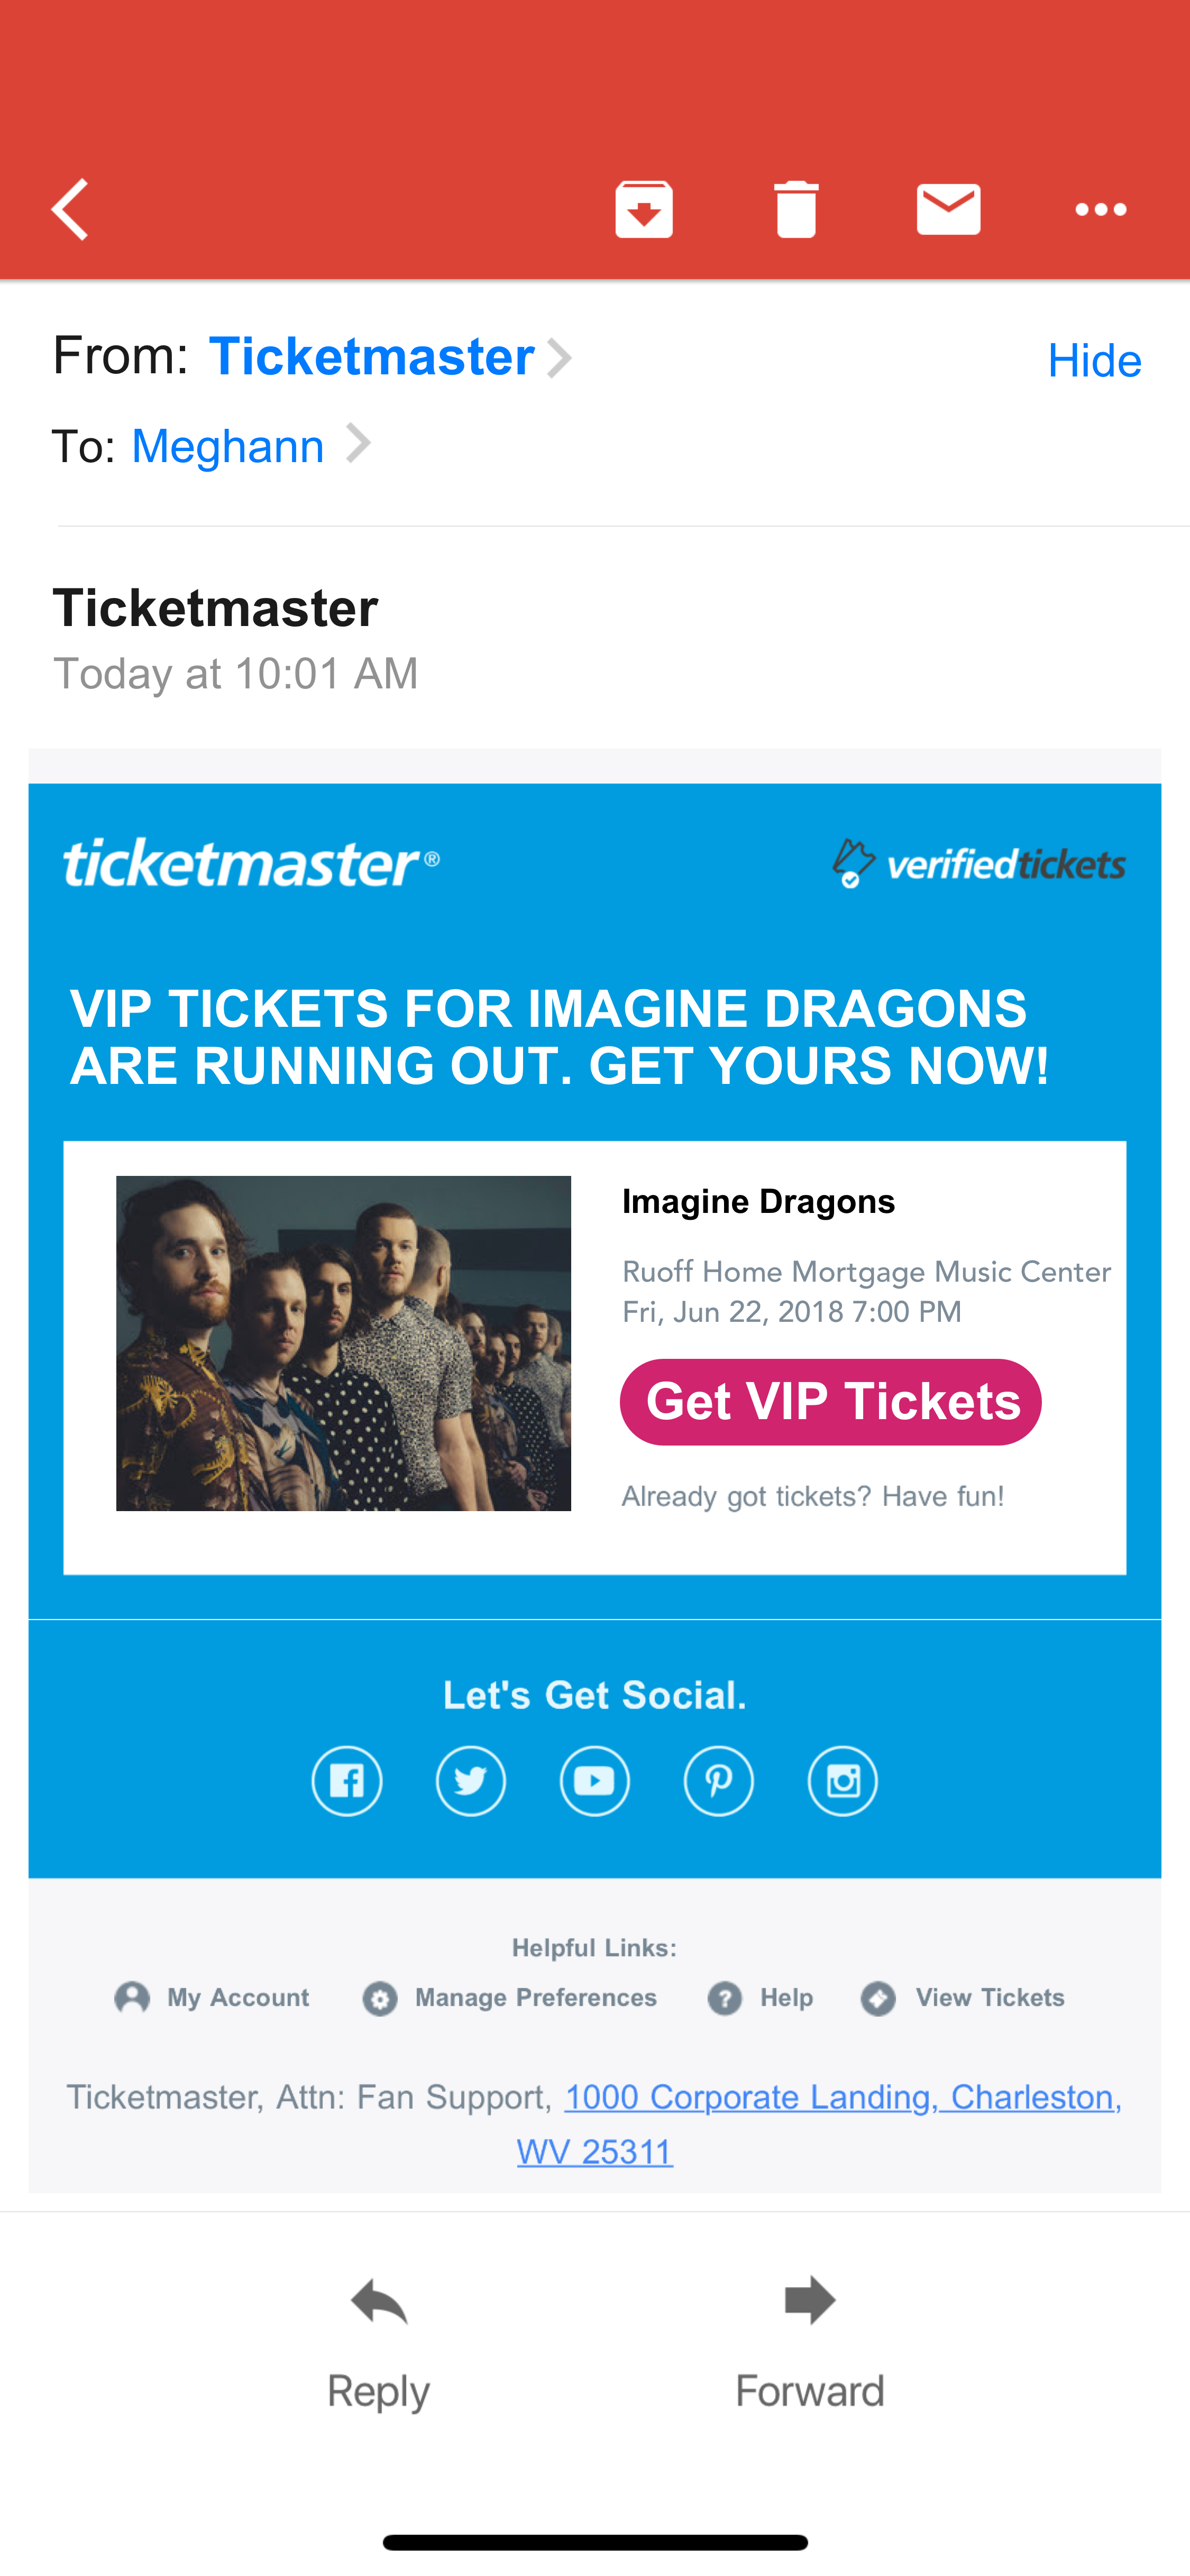 From: Ticketmaster
Hide
To: Meghann
Ticketmaster
Today at 10:01 AM
ticketmaster®
verifiedtickets
VIP TICKETS FOR IMAGINE DRAGONS
ARE RUNNING OUT. GET YOURS NOW!
Imagine Dragons
Ruoff Home Mortgage Music Center
Fri, Jun 22, 2018 7:00 PM
Get VIP Tickets
Already got tickets? Have fun!
Let's Get Social.
Helpful Links:
My Account
Manage Preferences
Help
View Tickets
Ticketmaster, Attn: Fan Support, 1000 Corporate Landing, Charleston,
WV 25311
Reply
Forward